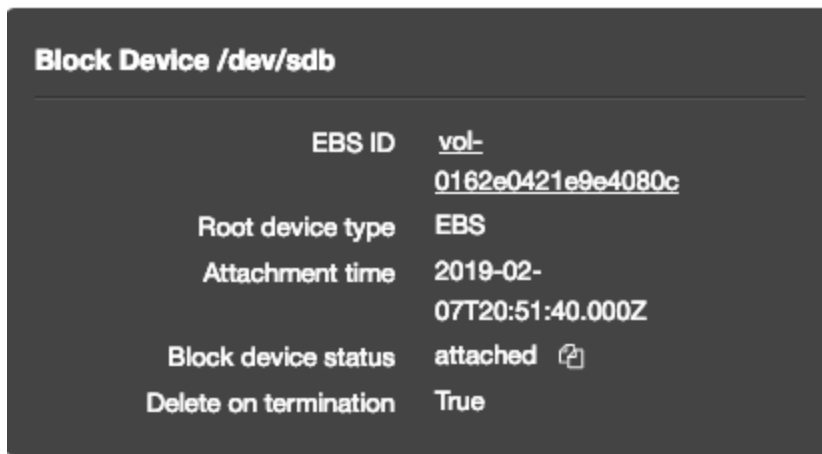 Block Device /dev/sdb
EBS ID vol-
0162e0421e9e4080c
Root device type EBS
Attachment time 2019-02-
07T20:51:40.000Z
Block device status attached
Delete on termination True